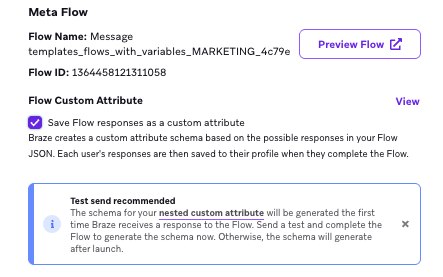 Meta Flow
Flow Name: Message
templates_flows_with_variables_MARKETING_4c79e
Preview Flow
Flow ID: 1364458121311058
Flow Custom Attribute
View
Save Flow responses as a custom attribute
Braze creates a custom attribute schema based on the possible responses in your Flow
JSON. Each user's responses are then saved to their profile when they complete the Flow.
Test send recommended
The schema for your nested custom attribute will be generated the first
time Braze receives a response to the Flow. Send a test and complete the
Flow to generate the schema now. Otherwise, the schema will generate
after launch.